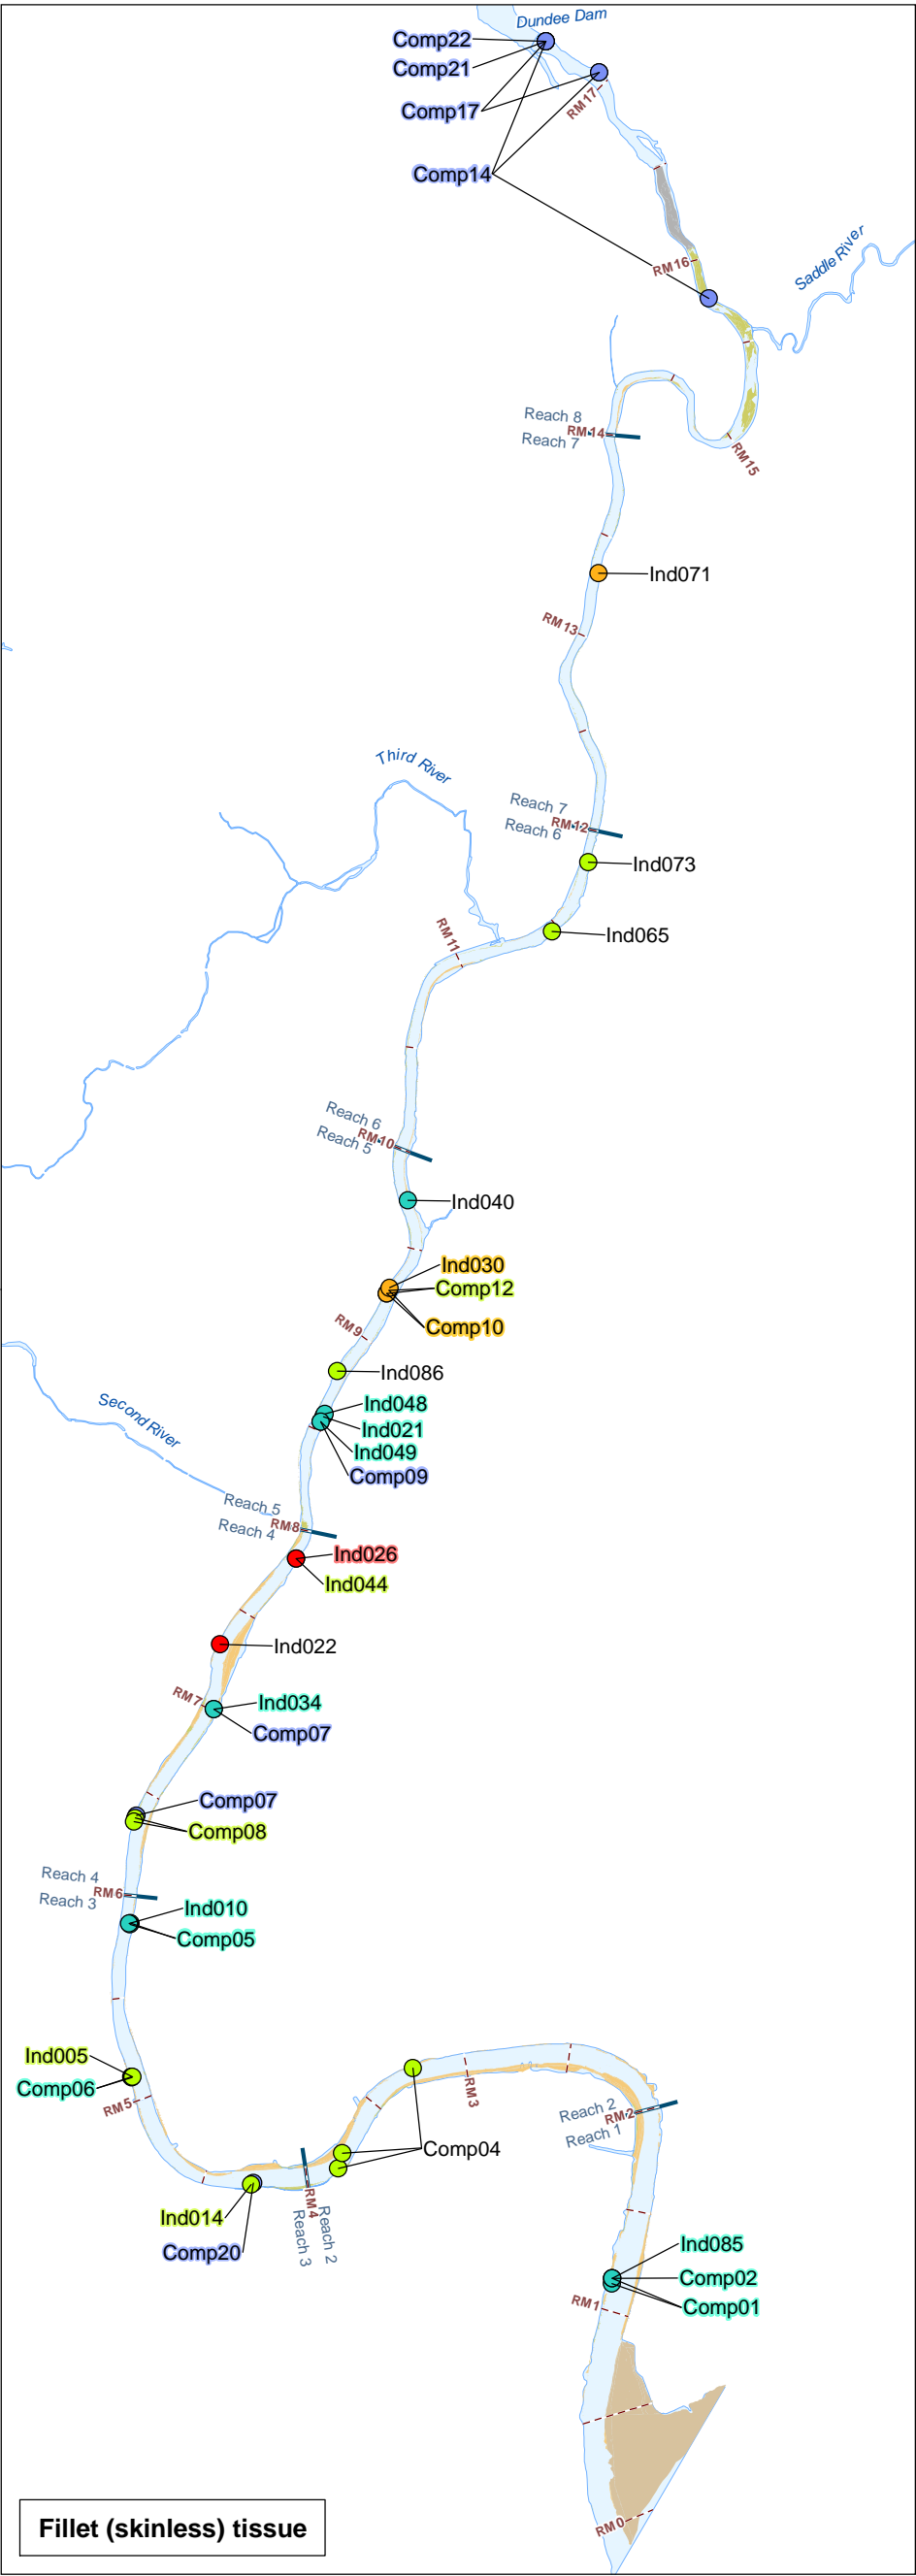 Dundee Dam
Comp22
Comp21
RM17
Comp17
Comp14
Saddle River
RM16
Reach 8
RM14
Reach 7
RM15
Ind071
RM13
Third River
Reach 7
RM12
Reach 6
Ind073
RM11
Ind065
Reach 6
RM10
Reach 5
Ind040
Ind030
Comp12
RM9
Comp10
Ind086
Second River
Ind048
Ind021
Ind049
Comp09
Reach 5
RM8
Reach 4
Ind026
Ind044
Ind022
RM7
Ind034
Comp07
Comp07
Comp08
Reach 4
RM6
Reach 3
Ind010
Comp05
Ind005
Comp06
RM5
RM3
Reach 2
RM2
Reach 1
Comp04
RM4
Reach 2
Reach 3
Ind014
Comp20
Ind085
Comp02
RM1
Comp01
RM0
Fillet (skinless) tissue